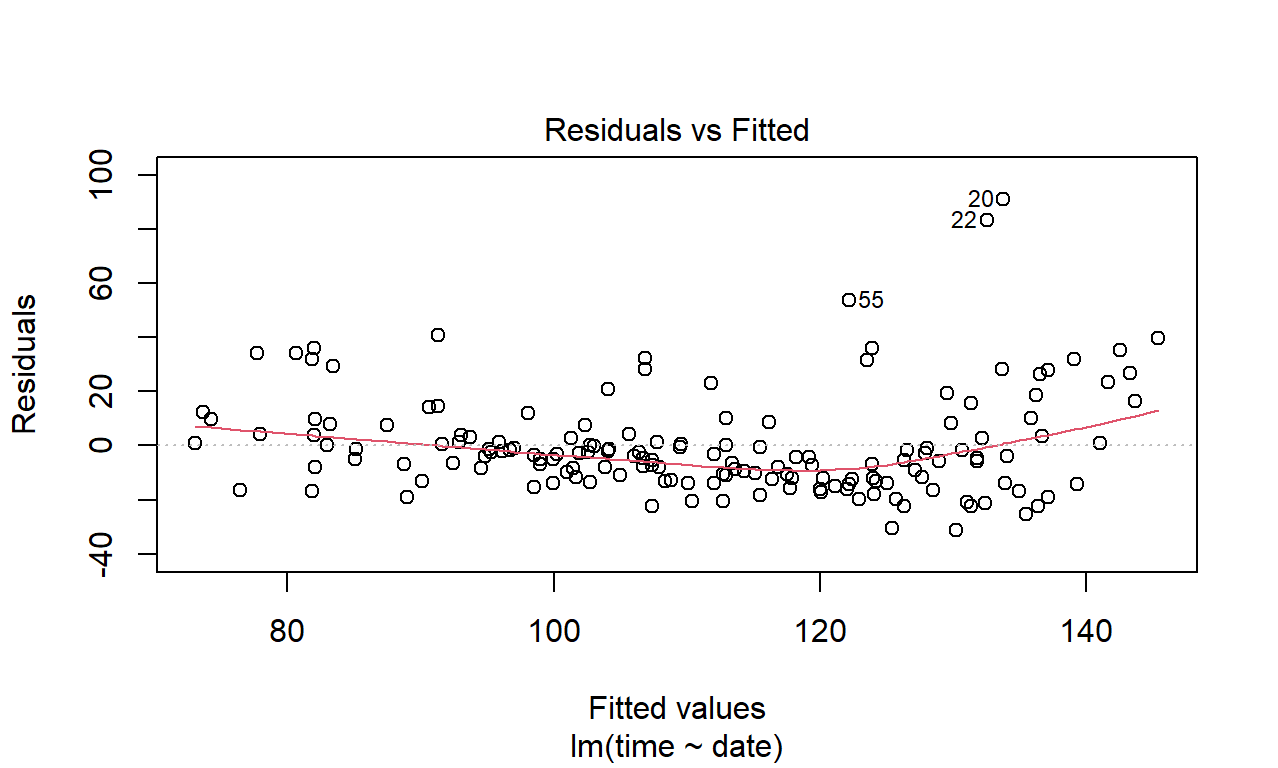 Residuals vs Fitted
100
60
20
0
-40
Residuals
20
22
55
80 100 120 140
Fitted values
lm(time ~ date)